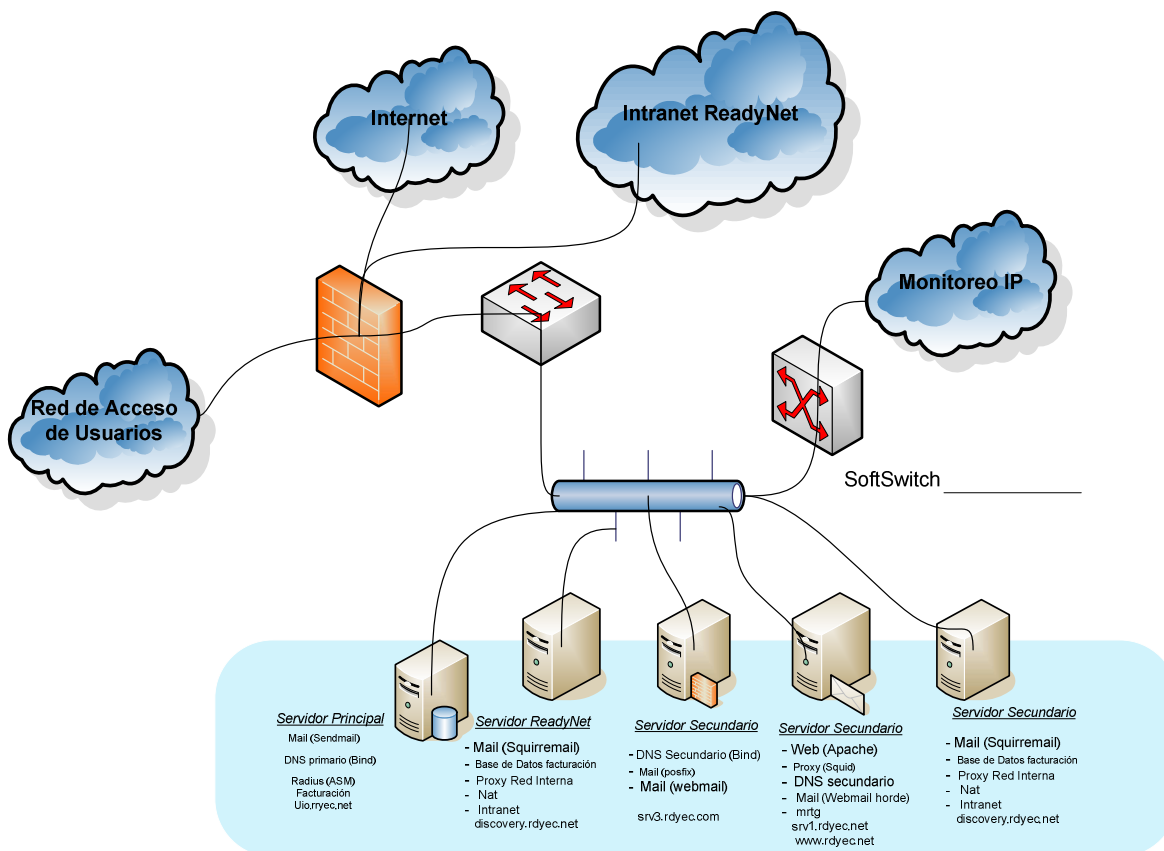 Internet
Intranet ReadyNet
Monitoreo IP
Red de Acceso
de Usuarios
SoftSwitch
Servidor Principal
Mail (Sendmail)
DNS primario (Bind)
Radius (ASM)
Facturación
Uio.rryec,net
Servidor ReadyNet
- Mail (Squirremail)
- Base de Datos facturación
- Proxy Red Interna
- Nat
- Intranet
discovery.rdyec.net
Servidor Secundario
- DNS Secundario (Bind)
- Mail (posfix)
- Mail (webmail)
srv3.rdyec.com
Servidor Secundario
- Web (Apache)
- Proxy (Squid)
- DNS secundario
- Mail (Webmail horde)
- mrtg
srv1.rdyec,net
www.rdyec.net
Servidor Secundario
- Mail (Squirremail)
- Base de Datos facturación
- Proxy Red Interna
- Nat
- Intranet
discovery,rdyec,net